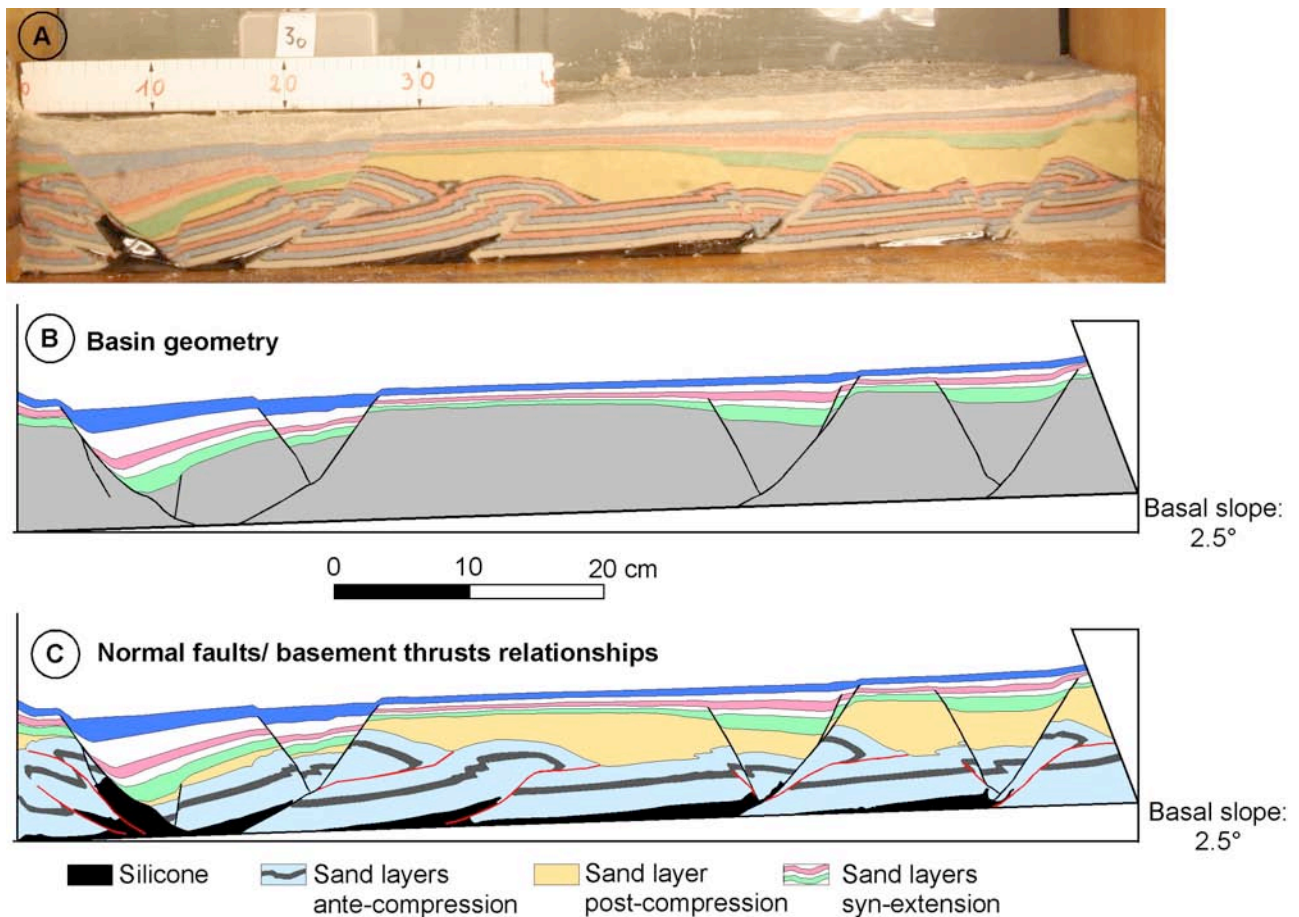 A
30
0 10 20 30 4
B Basin geometry
Basal slope:
2.5°
0 10 20 cm
C Normal faults/ basement thrusts relationships
Basal slope:
2.5°
Silicone
Sand layers
ante-compression
Sand layer
post-compression
Sand layers
syn-extension